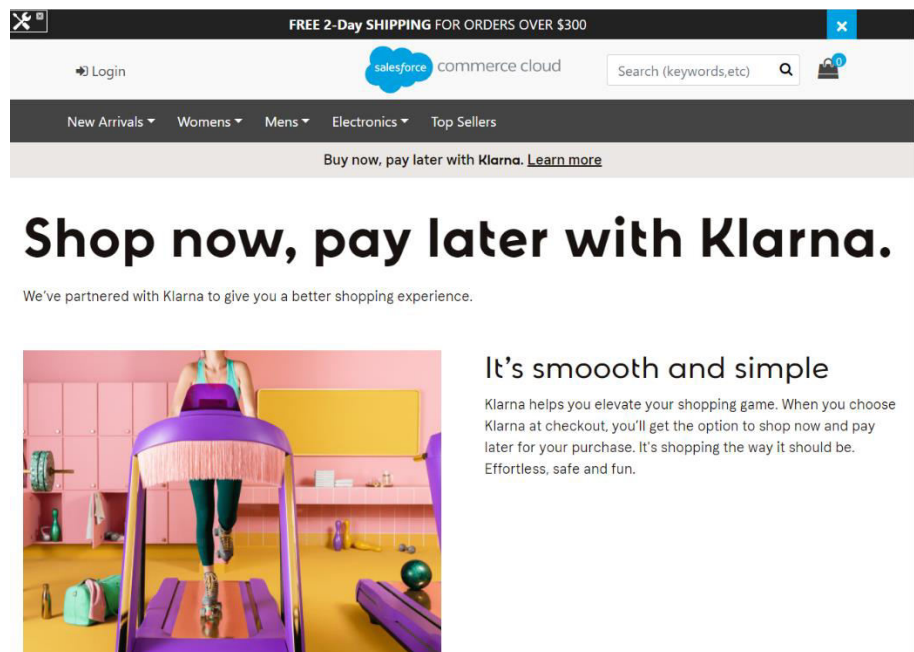 FREE 2-Day SHIPPING FOR ORDERS OVER $300
Login
salesforce commerce cloud
Search (keywords,etc)
0
New Arrivals Womens Mens Electronics Top Sellers
Buy now, pay later with Klarna. Learn more
Shop now, pay later with Klarna.
We've partnered with Klarna to give you a better shopping experience.
It's smoooth and simple
Klarna helps you elevate your shopping game. When you choose
Klarna at checkout, you'll get the option to shop now and pay
later for your purchase. It's shopping the way it should be.
Effortless, safe and fun.